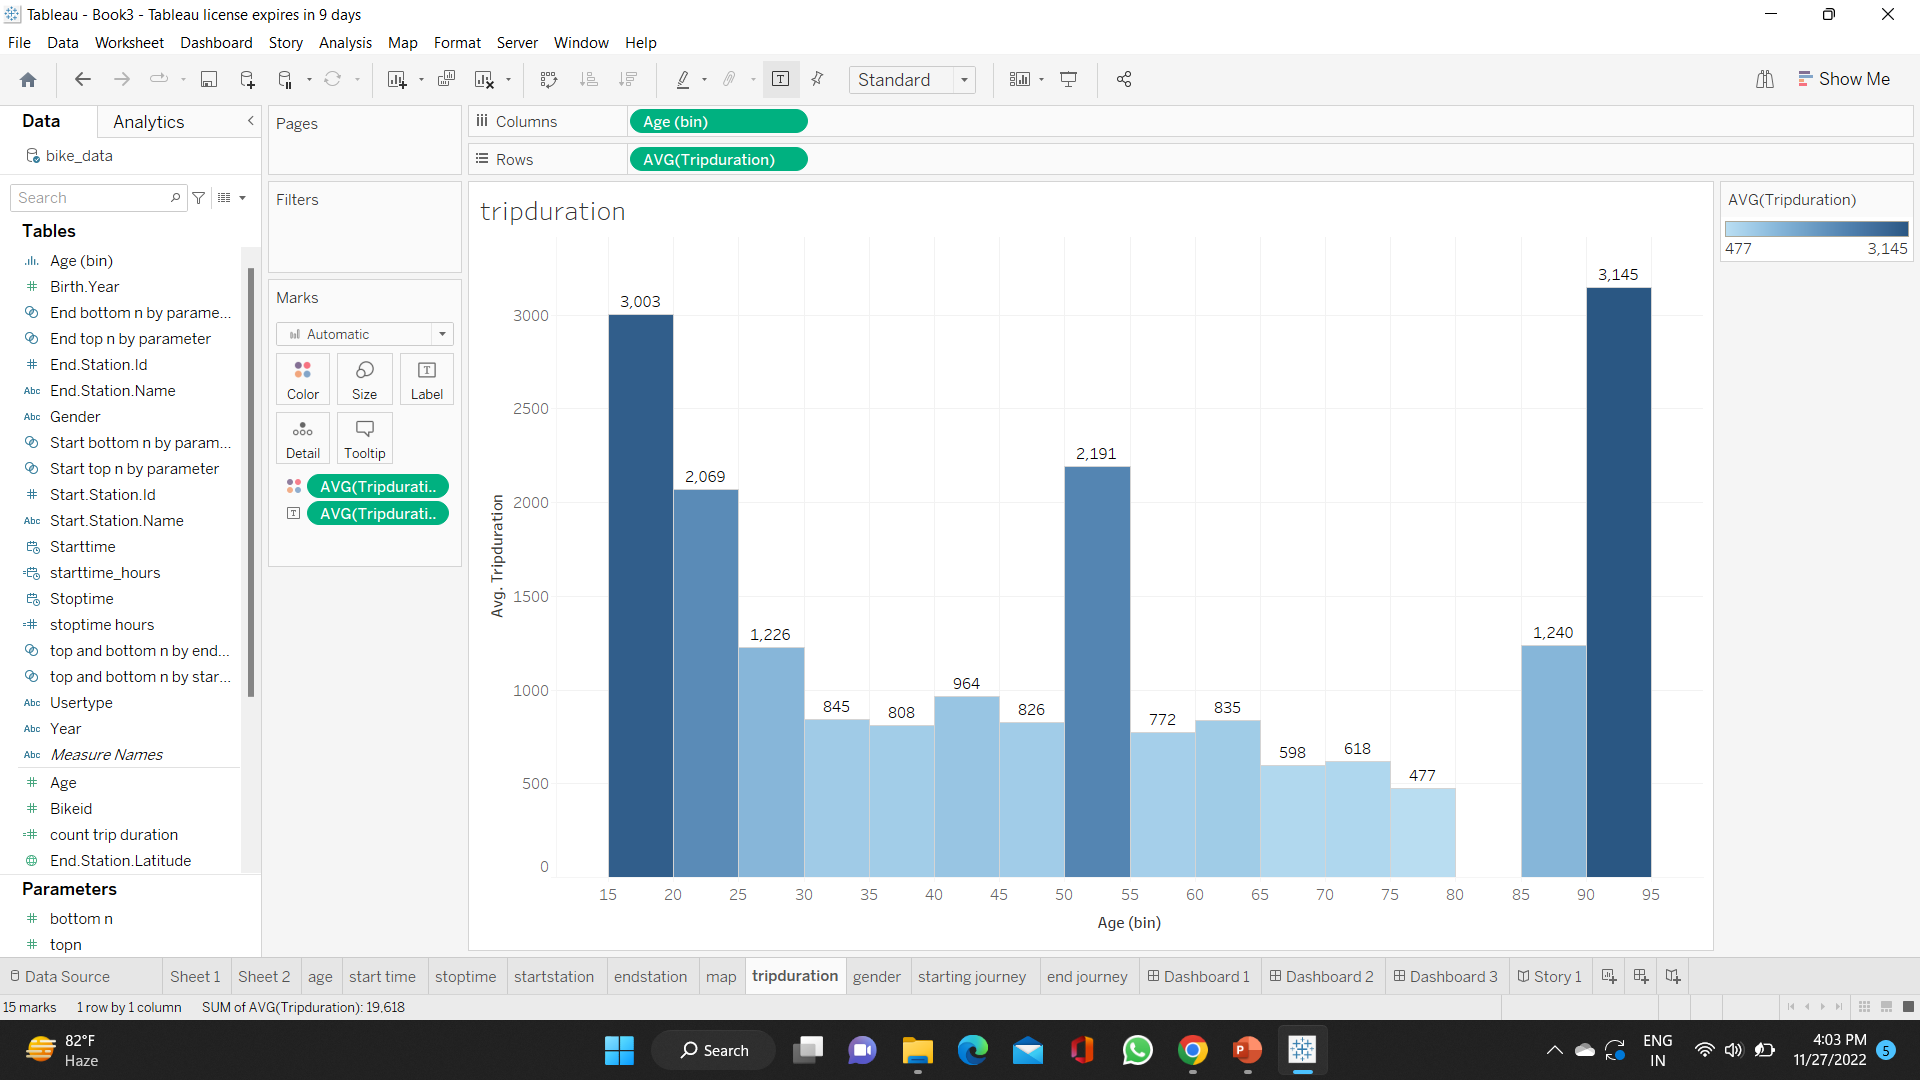 Tableau - Book3 - Tableau license expires in 9 days
File Data Worksheet Dashboard Story Analysis Map Format Server Window Help
Standard
Show Me
Data Analytics
bike_data
Search
Tables
Age (bin)
Birth.Year
End bottom n by parame...
End top n by parameter
End.Station.Id
Abc End.Station.Name
Abc Gender
Start bottom n by param...
Start top n by parameter
Start.Station.Id
Abc Start.Station.Name
Starttime
starttime_hours
Stoptime
stoptime hours
top and bottom n by end...
top and bottom n by star...
Abc Usertype
Abc Year
Abc Measure Names
Age
Bikeid
count trip duration
End.Station.Latitude
Parameters
bottom n
topn
Pages
Filters
Marks
Automatic
Color Size Label
Detail Tooltip
AVG(Tripdurati..
AVG(Tripdurati..
Columns Age (bin)
Rows AVG(Tripduration)
tripduration
Avg. Tripduration
3000
2500
2000
1500
1000
500
0
3,003
2,069
1,226
845
808
964
826
2,191
772
835
598
618
477
1,240
3,145
15 20 25 30 35 40 45 50 55 60 65 70 75 80 85 90 95
Age (bin)
AVG(Tripduration)
477 3,145
Data Source Sheet 1 Sheet 2 age start time stoptime startstation endstation map tripduration gender starting journey end journey Dashboard 1 Dashboard 2 Dashboard 3 Story 1
15 marks 1 row by 1 column SUM of AVG(Tripduration): 19,618
82°F
Haze
Search
ENG
IN
4:03 PM
11/27/2022
5